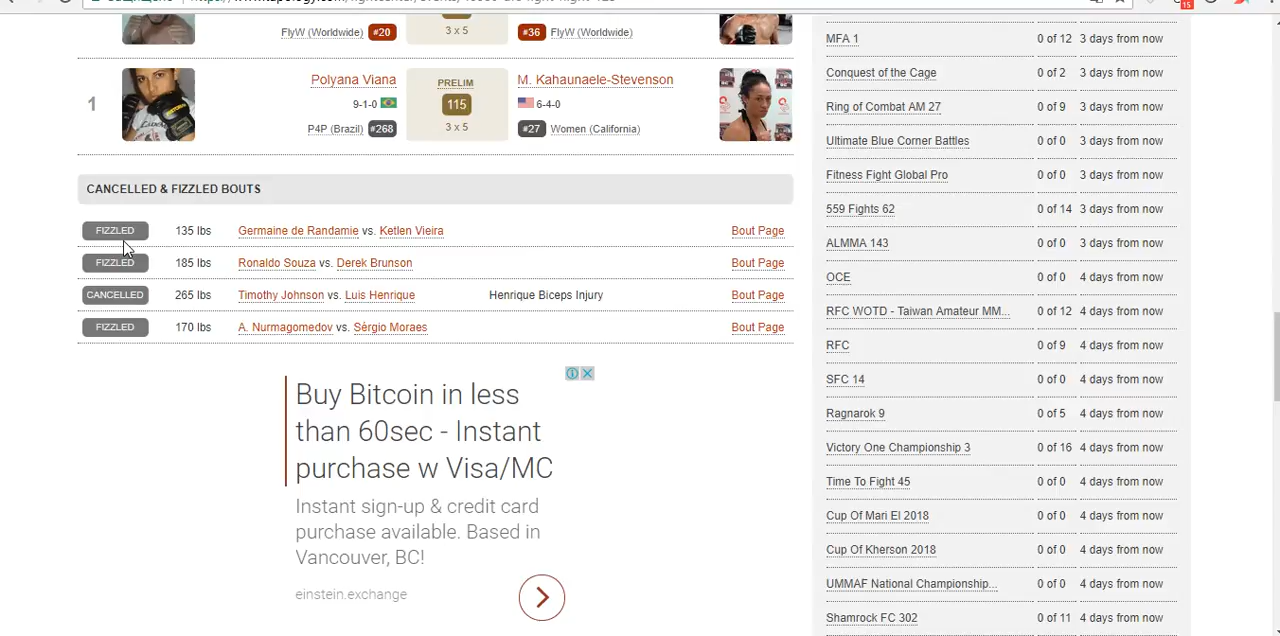 15
FlyW (Worldwide) #20
3 x 5
#36 FlyW (Worldwide)
1
Polyana Viana
9-1-0
P4P (Brazil) #268
PRELIM
115
3 x 5
M. Kahaunaele-Stevenson
6-4-0
#27 Women (California)
CANCELLED & FIZZLED BOUTS
FIZZLED 135 lbs Germaine de Randamie vs. Ketlen Vieira Bout Page
FIZZLED 185 lbs Ronaldo Souza vs. Derek Brunson Bout Page
CANCELLED 265 lbs Timothy Johnson vs. Luis Henrique Henrique Biceps Injury Bout Page
FIZZLED 170 lbs A. Nurmagomedov vs. Sérgio Moraes Bout Page
Buy Bitcoin in less
than 60sec - Instant
purchase w Visa/MC
Instant sign-up & credit card
purchase available. Based in
Vancouver, BC!
einstein.exchange
MFA 1 0 of 12 3 days from now
Conquest of the Cage 0 of 2 3 days from now
Ring of Combat AM 27 0 of 9 3 days from now
Ultimate Blue Corner Battles 0 of 0 3 days from now
Fitness Fight Global Pro 0 of 0 3 days from now
559 Fights 62 0 of 14 3 days from now
ALMMA 143 0 of 0 3 days from now
OCE 0 of 0 4 days from now
RFC WOTD - Taiwan Amateur MM... 0 of 12 4 days from now
RFC 0 of 9 4 days from now
SFC 14 0 of 0 4 days from now
Ragnarok 9 0 of 5 4 days from now
Victory One Championship 3 0 of 16 4 days from now
Time To Fight 45 0 of 0 4 days from now
Cup Of Mari El 2018 0 of 0 4 days from now
Cup Of Kherson 2018 0 of 0 4 days from now
UMMAF National Championship... 0 of 0 4 days from now
Shamrock FC 302 0 of 11 4 days from now